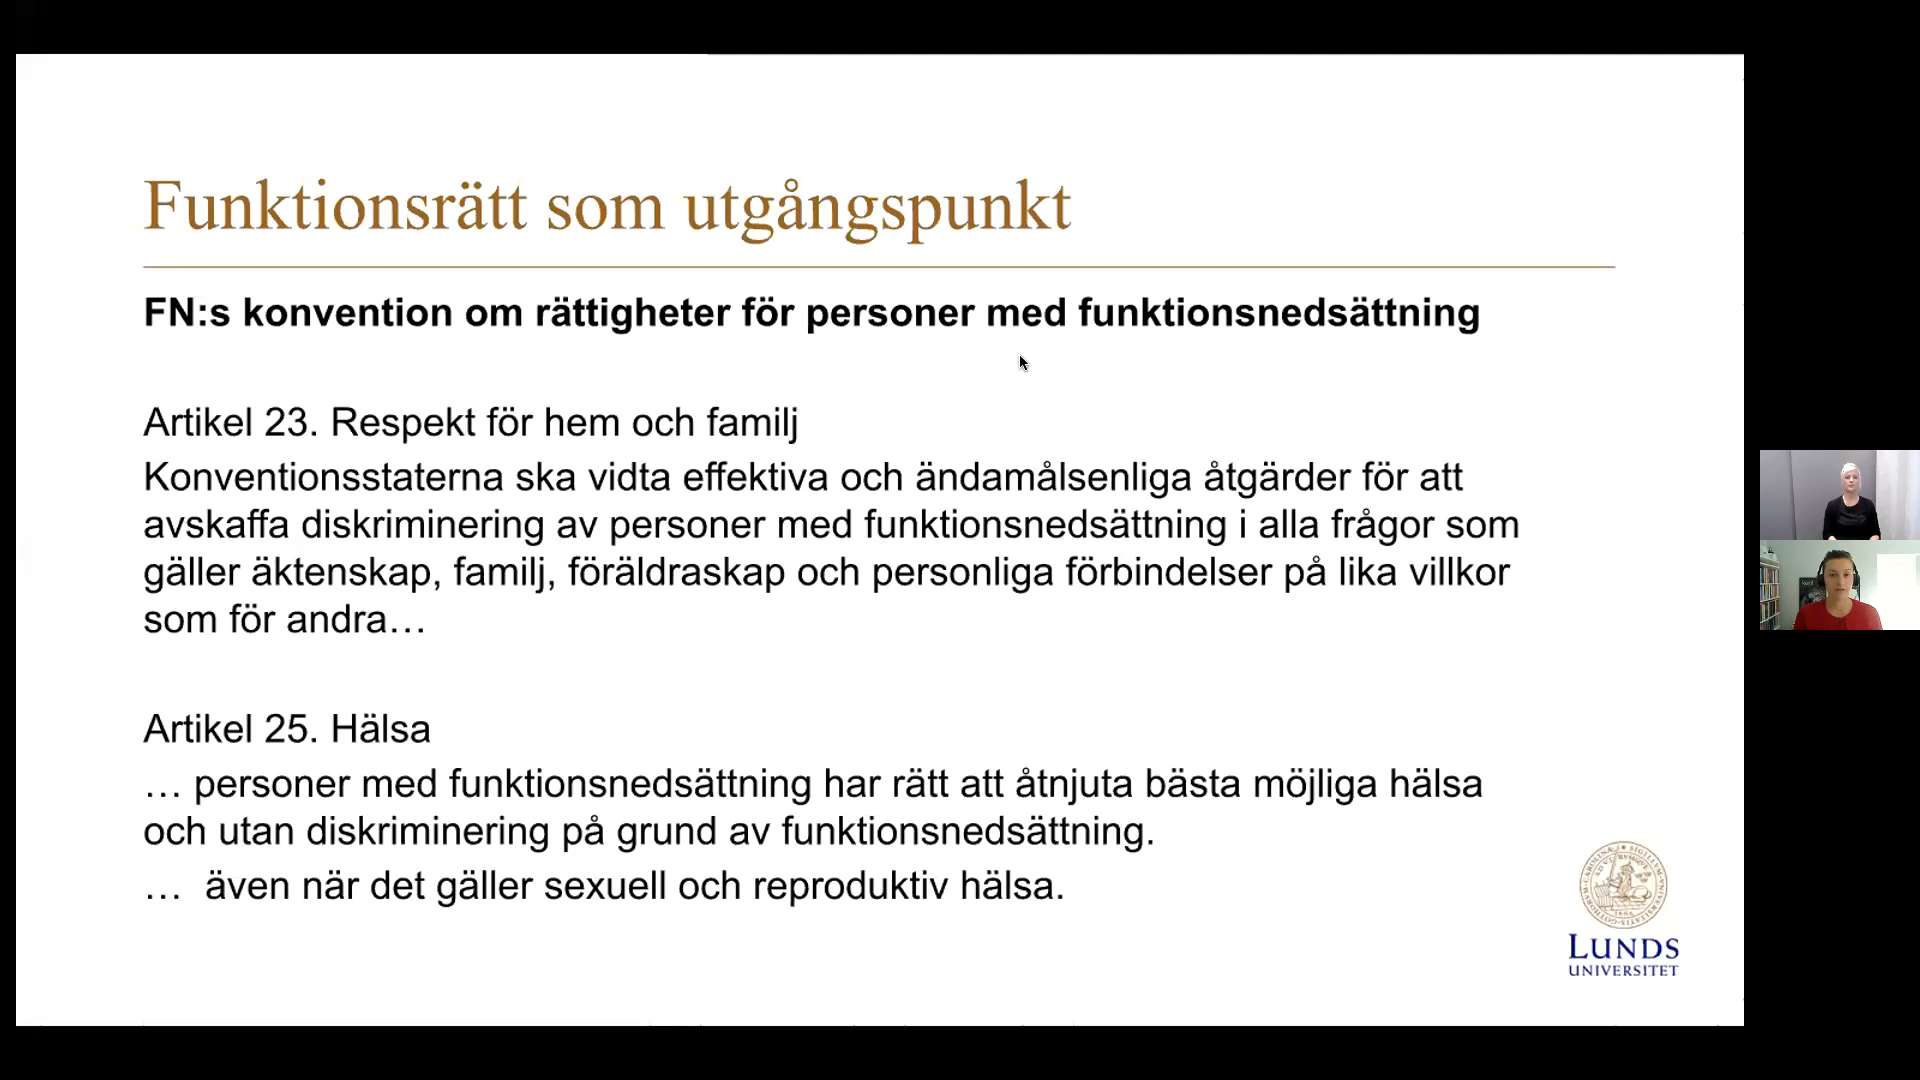 Funktionsrätt som utgångspunkt
FN:s konvention om rättigheter för personer med funktionsnedsättning
Artikel 23. Respekt för hem och familj
Konventionsstaterna ska vidta effektiva och ändamålsenliga åtgärder för att
avskaffa diskriminering av personer med funktionsnedsättning i alla frågor som
gäller äktenskap, familj, föräldraskap och personliga förbindelser på lika villkor
som för andra…
Artikel 25. Hälsa
… personer med funktionsnedsättning har rätt att åtnjuta bästa möjliga hälsa
och utan diskriminering på grund av funktionsnedsättning.
… även när det gäller sexuell och reproduktiv hälsa.
LUNDS
UNIVERSITET